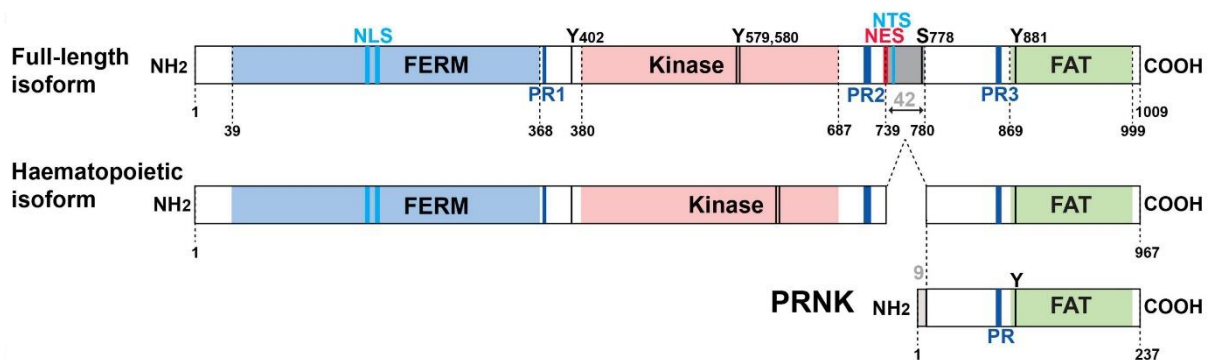 NTS
NLS Y402 Y579,580 NES S778 Y881
Full-length
isoform
NH2 FERM Kinase FAT COOH
PR1 PR2 42 PR3
1 39 368 380 687 739 780 869 999 1009
Haematopoietic
isoform
NH2 FERM Kinase FAT COOH
1 967
9 Y
PRNK NH2 FAT COOH
PR
1 237